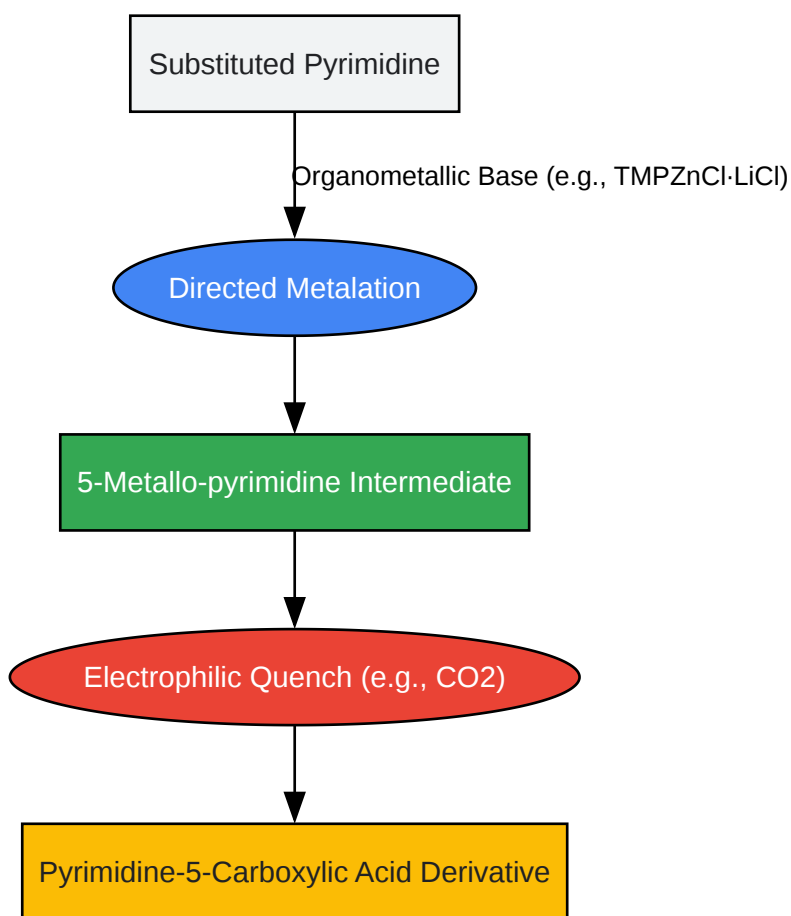 Substituted Pyrimidine
Organometallic Base (e.g., TMPZnCl·LiCl)
Directed Metalation
5-Metallo-pyrimidine Intermediate
Electrophilic Quench (e.g., CO2)
Pyrimidine-5-Carboxylic Acid Derivative